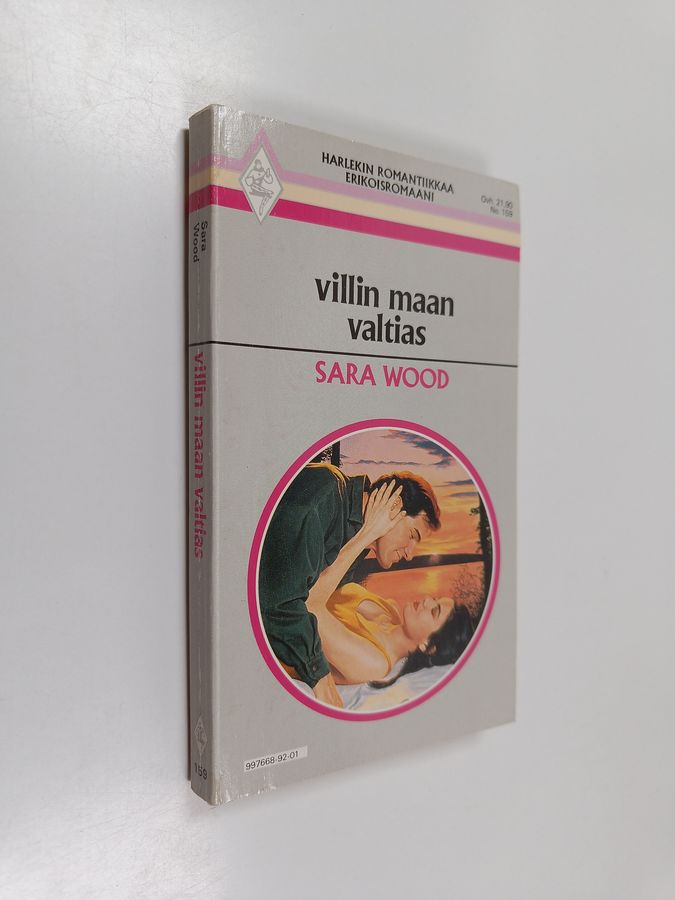 HARLEKIN ROMANTIIKKAA
ERIKOISROMAANI
Ovh. 21,90
No. 159
villin maan
valtias
SARA WOOD
997668-92-01
Sara
Wood
villin maan valtias
159